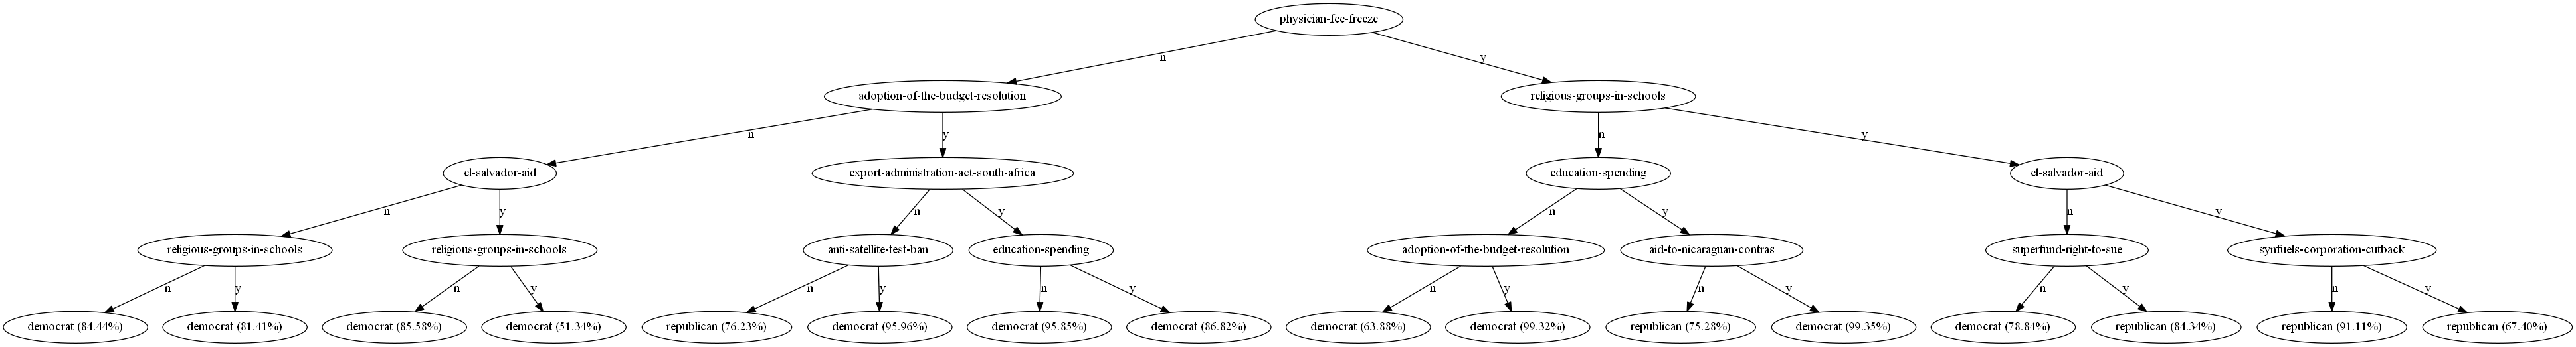 physician-fee-freeze
n
y
adoption-of-the-budget-resolution
religious-groups-in-schools
n
y
n
y
el-salvador-aid
export-administration-act-south-africa
education-spending
el-salvador-aid
n
y
n
y
n
y
n
y
religious-groups-in-schools
religious-groups-in-schools
anti-satellite-test-ban
education-spending
adoption-of-the-budget-resolution
aid-to-nicaraguan-contras
superfund-right-to-sue
synfuels-corporation-cutback
n
y
n
y
n
y
n
y
n
y
n
y
n
y
n
y
democrat (84.44%)
democrat (81.41%)
democrat (85.58%)
democrat (51.34%)
republican (76.23%)
democrat (95.96%)
democrat (95.85%)
democrat (86.82%)
democrat (63.88%)
democrat (99.32%)
republican (75.28%)
democrat (99.35%)
democrat (78.84%)
republican (84.34%)
republican (91.11%)
republican (67.40%)